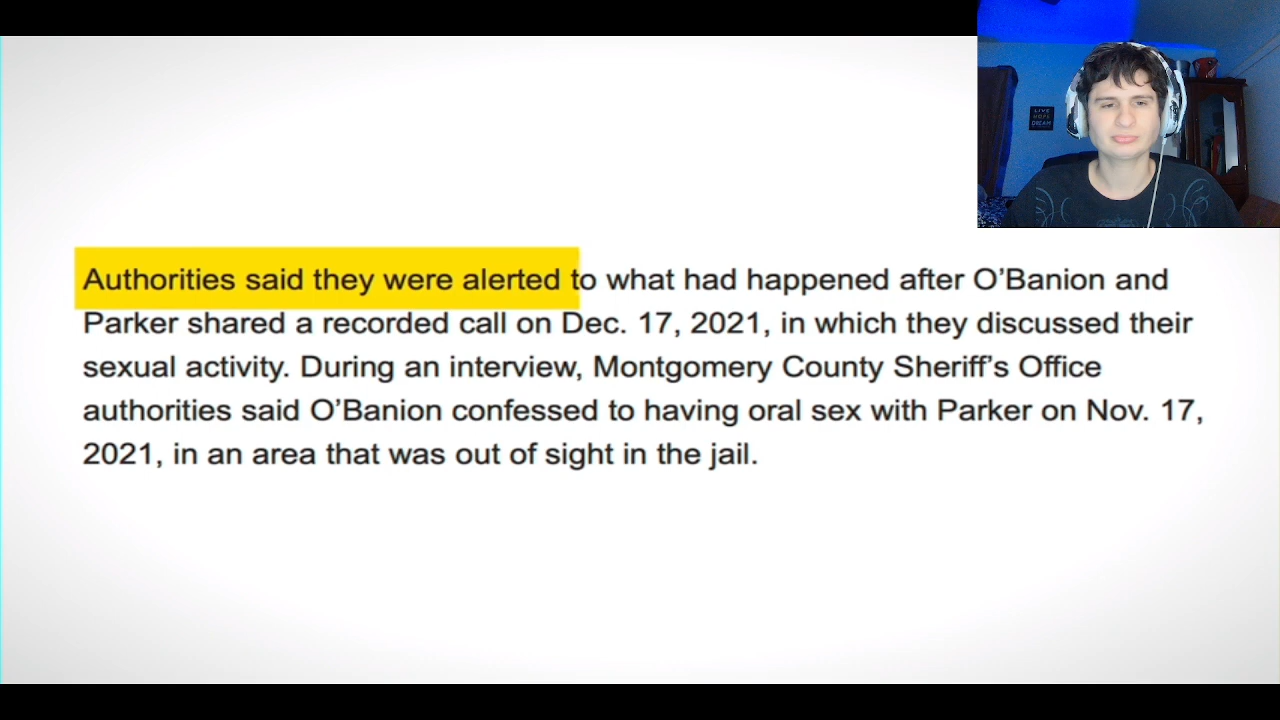 LIVE
HOPE
DREAM
Authorities said they were alerted to what had happened after O’Banion and
Parker shared a recorded call on Dec. 17, 2021, in which they discussed their
sexual activity. During an interview, Montgomery County Sheriff’s Office
authorities said O’Banion confessed to having oral sex with Parker on Nov. 17,
2021, in an area that was out of sight in the jail.